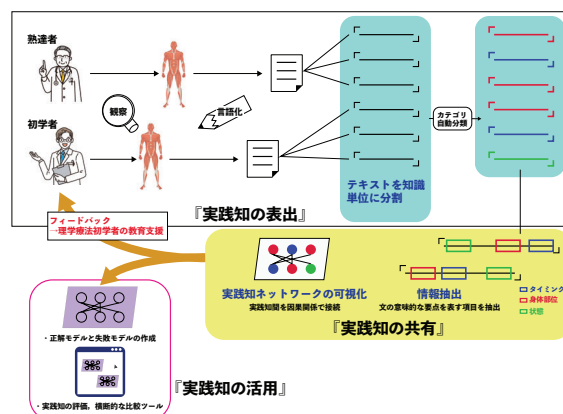 熟達者
初学者
観察
言語化
カテゴリ
自動分類
テキストを知識
単位に分割
『実践知の表出』
フィードバック
→理学療法初学者の教育支援
実践知ネットワークの可視化
実践知間を因果関係で接続
情報抽出
文の意味的な要点を表す項目を抽出
タイミング
身体部位
状態
『実践知の共有』
・正解モデルと失敗モデルの作成
・実践知の評価，横断的な比較ツール
『実践知の活用』